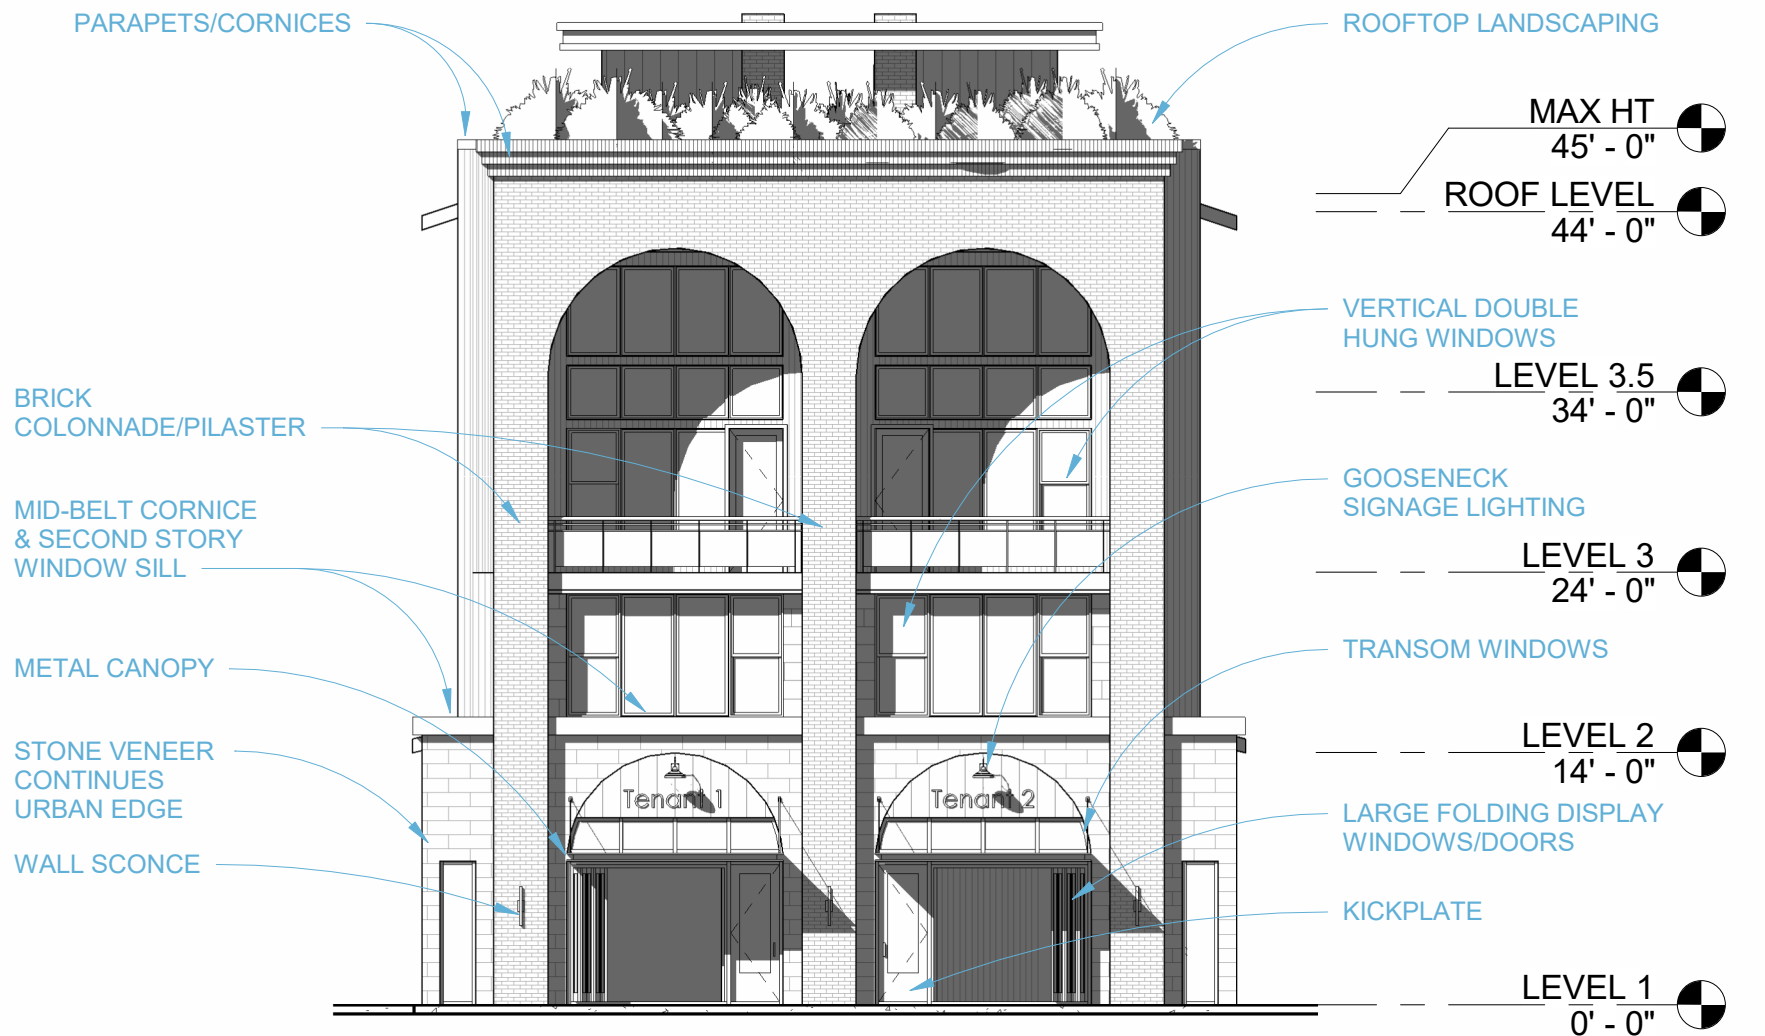 PARAPETS/CORNICES
ROOFTOP LANDSCAPING
MAX HT
45' - 0"
ROOF LEVEL
44' - 0"
VERTICAL DOUBLE
HUNG WINDOWS
LEVEL 3.5
34' - 0"
BRICK
COLONNADE/PILASTER
GOOSENECK
SIGNAGE LIGHTING
MID-BELT CORNICE
& SECOND STORY
WINDOW SILL
LEVEL 3
24' - 0"
METAL CANOPY
TRANSOM WINDOWS
STONE VENEER
CONTINUES
URBAN EDGE
LEVEL 2
14' - 0"
Tenant 1
Tenant 2
LARGE FOLDING DISPLAY
WINDOWS/DOORS
WALL SCONCE
KICKPLATE
LEVEL 1
0' - 0"